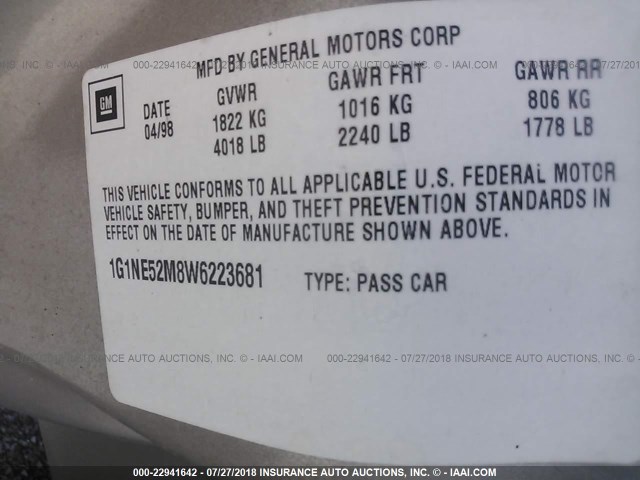 MFD BY GENERAL MOTORS CORP
GM
DATE GVWR GAWR FRT GAWR RR
04/98 1822 KG 1016 KG 806 KG
4018 LB 2240 LB 1778 LB
THIS VEHICLE CONFORMS TO ALL APPLICABLE U.S. FEDERAL MOTOR
VEHICLE SAFETY, BUMPER, AND THEFT PREVENTION STANDARDS IN
EFFECT ON THE DATE OF MANUFACTURE SHOWN ABOVE.
1G1NE52M8W6223681 TYPE: PASS CAR
000-22941642 - 07/27/2018 INSURANCE AUTO AUCTIONS, INC. © - IAAI.COM